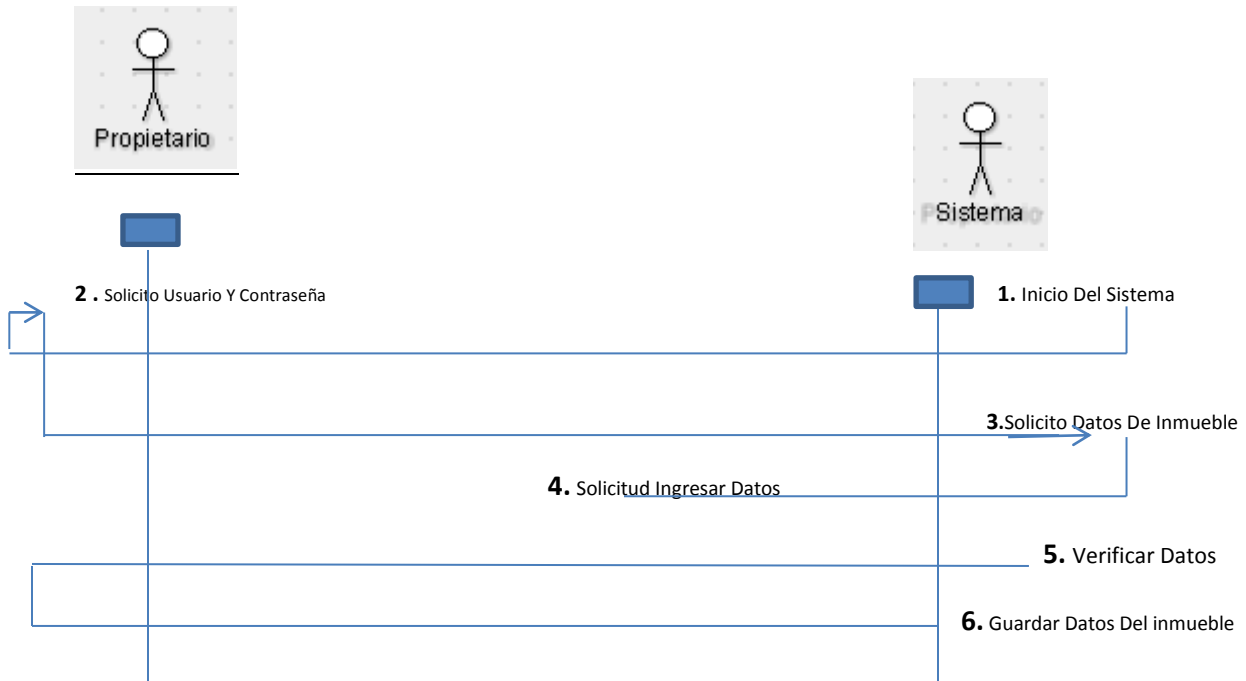 Propietario
Sistema
2 . Solicito Usuario Y Contraseña
1. Inicio Del Sistema
3.Solicito Datos De Inmueble
4. Solicitud Ingresar Datos
5. Verificar Datos
6. Guardar Datos Del inmueble